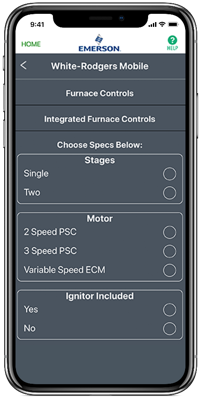 9:41
HOME
EMERSON
HELP
White-Rodgers Mobile
Furnace Controls
Integrated Furnace Controls
Choose Specs Below:
Stages
Single
Two
Motor
2 Speed PSC
3 Speed PSC
Variable Speed ECM
Ignitor Included
Yes
No